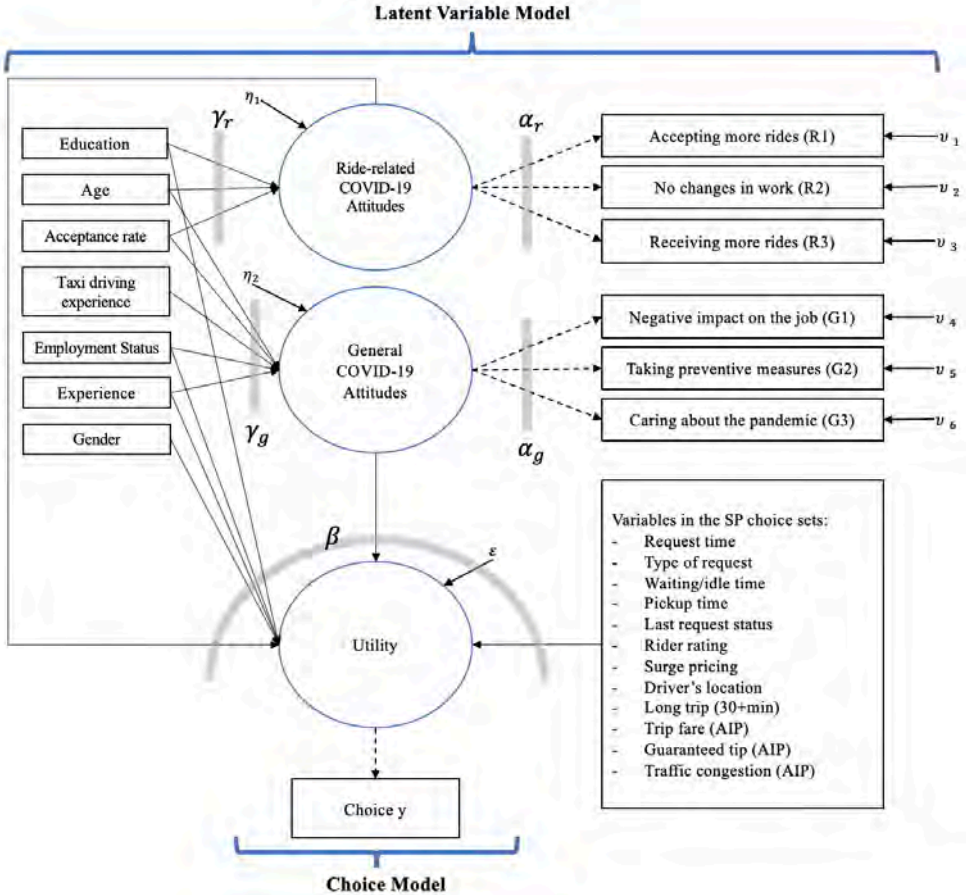 Latent Variable Model
η1
γr
αr
Education
Age
Acceptance rate
Taxi driving
experience
Employment Status
Experience
Gender
Ride-related
COVID-19
Attitudes
Accepting more rides (R1)
No changes in work (R2)
Receiving more rides (R3)
υ 1
υ 2
υ 3
η2
General
COVID-19
Attitudes
γg
αg
Negative impact on the job (G1)
Taking preventive measures (G2)
Caring about the pandemic (G3)
υ 4
υ 5
υ 6
β
ε
Utility
Variables in the SP choice sets:
- Request time
- Type of request
- Waiting/idle time
- Pickup time
- Last request status
- Rider rating
- Surge pricing
- Driver's location
- Long trip (30+min)
- Trip fare (AIP)
- Guaranteed tip (AIP)
- Traffic congestion (AIP)
Choice y
Choice Model